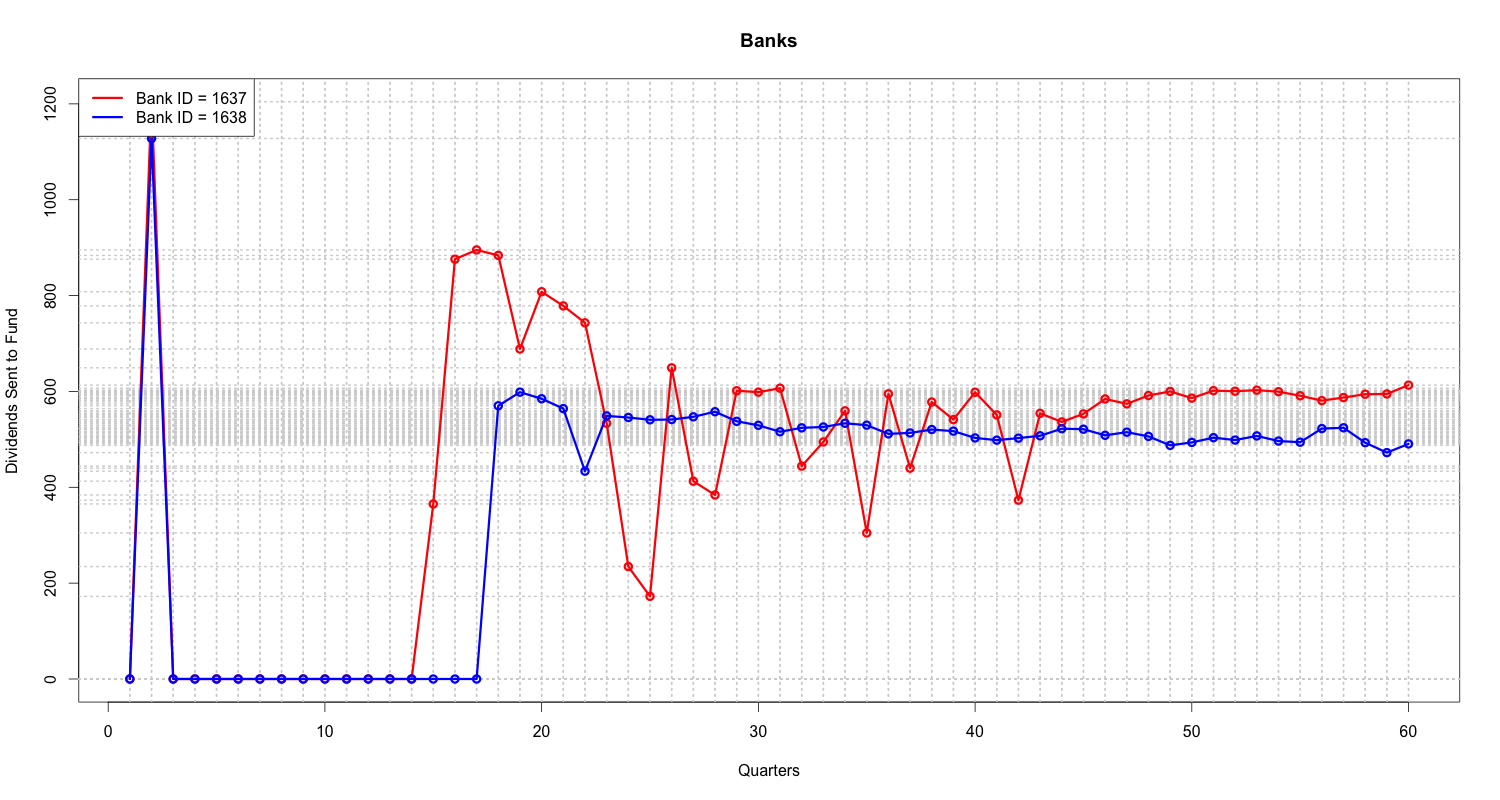 Banks
Bank ID = 1637
Bank ID = 1638
Dividends Sent to Fund
1200
1000
800
600
400
200
0
0 10 20 30 40 50 60
Quarters